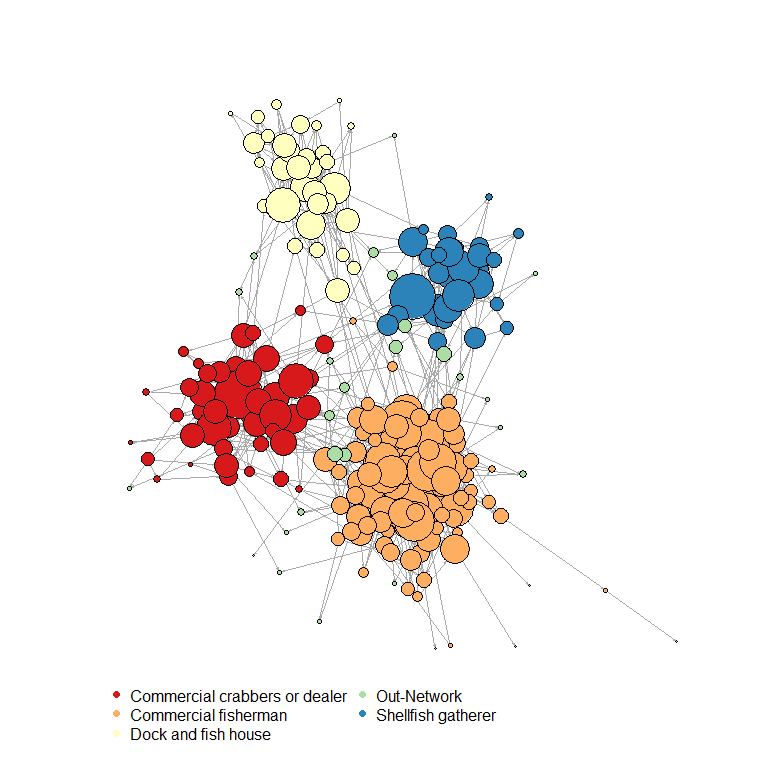 Commercial crabbers or dealer
Commercial fisherman
Dock and fish house
Out-Network
Shellfish gatherer